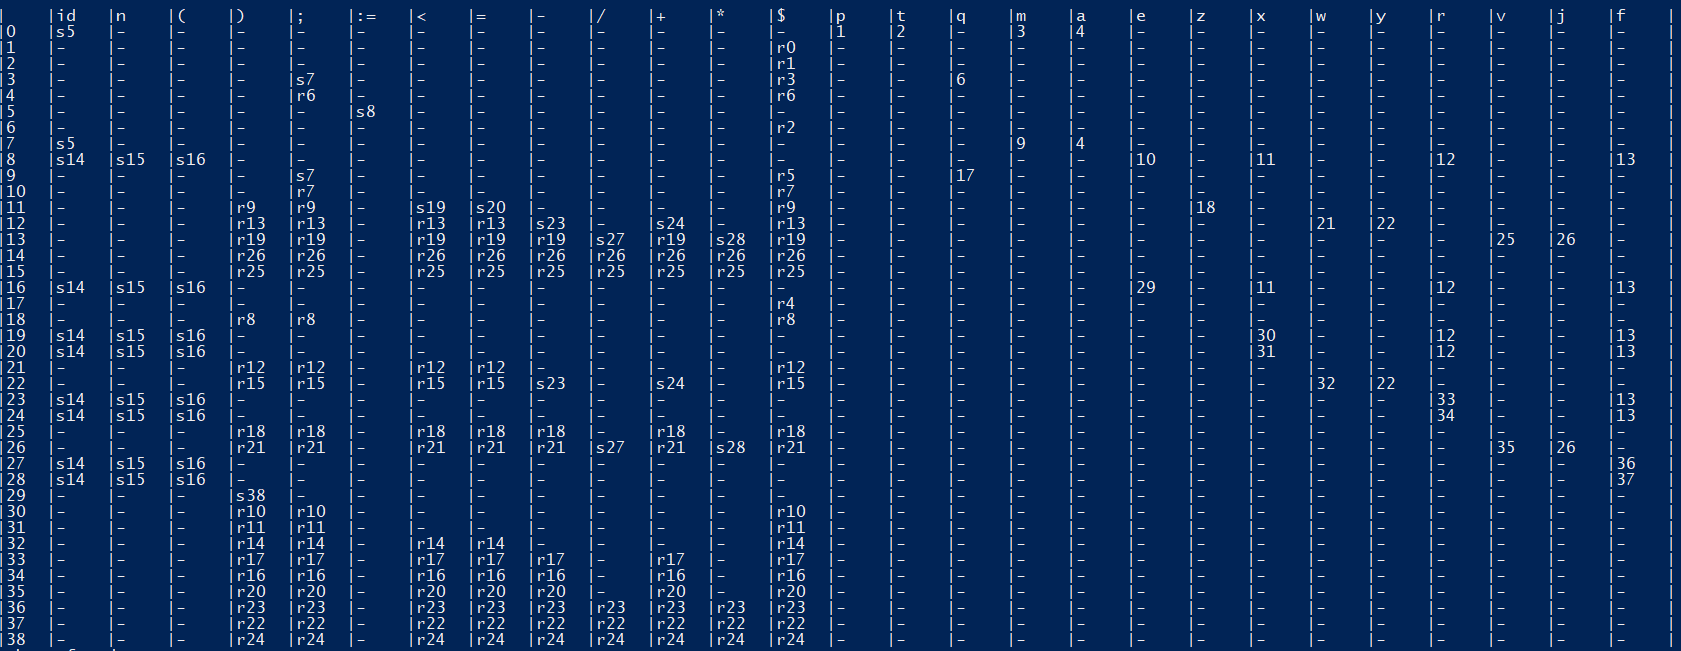 | |id |n |( |) |; |:= |< |= |- |/ |+ |* |$ |p |t |q |m |a |e |z |x |w |y |r |v |j |f |
|0 |s5 |- |- |- |- |- |- |- |- |- |- |- |- |1 |2 |- |3 |4 |- |- |- |- |- |- |- |- |- |
|1 |- |- |- |- |- |- |- |- |- |- |- |- |r0 |- |- |- |- |- |- |- |- |- |- |- |- |- |- |
|2 |- |- |- |- |- |- |- |- |- |- |- |- |r1 |- |- |- |- |- |- |- |- |- |- |- |- |- |- |
|3 |- |- |- |- |s7 |- |- |- |- |- |- |- |r3 |- |- |6 |- |- |- |- |- |- |- |- |- |- |- |
|4 |- |- |- |- |r6 |- |- |- |- |- |- |- |r6 |- |- |- |- |- |- |- |- |- |- |- |- |- |- |
|5 |- |- |- |- |- |s8 |- |- |- |- |- |- |- |- |- |- |- |- |- |- |- |- |- |- |- |- |- |
|6 |- |- |- |- |- |- |- |- |- |- |- |- |r2 |- |- |- |- |- |- |- |- |- |- |- |- |- |- |
|7 |s5 |- |- |- |- |- |- |- |- |- |- |- |- |- |- |- |9 |4 |- |- |- |- |- |- |- |- |- |
|8 |s14 |s15 |s16 |- |- |- |- |- |- |- |- |- |- |- |- |- |- |- |10 |- |11 |- |- |12 |- |- |13 |
|9 |- |- |- |- |s7 |- |- |- |- |- |- |- |r5 |- |- |17 |- |- |- |- |- |- |- |- |- |- |- |
|10 |- |- |- |- |r7 |- |- |- |- |- |- |- |r7 |- |- |- |- |- |- |- |- |- |- |- |- |- |- |
|11 |- |- |- |r9 |r9 |- |s19 |s20 |- |- |- |- |r9 |- |- |- |- |- |- |18 |- |- |- |- |- |- |- |
|12 |- |- |- |r13 |r13 |- |r13 |r13 |s23 |- |s24 |- |r13 |- |- |- |- |- |- |- |- |21 |22 |- |- |- |- |
|13 |- |- |- |r19 |r19 |- |r19 |r19 |r19 |s27 |r19 |s28 |r19 |- |- |- |- |- |- |- |- |- |- |- |25 |26 |- |
|14 |- |- |- |r26 |r26 |- |r26 |r26 |r26 |r26 |r26 |r26 |r26 |- |- |- |- |- |- |- |- |- |- |- |- |- |- |
|15 |- |- |- |r25 |r25 |- |r25 |r25 |r25 |r25 |r25 |r25 |r25 |- |- |- |- |- |- |- |- |- |- |- |- |- |- |
|16 |s14 |s15 |s16 |- |- |- |- |- |- |- |- |- |- |- |- |- |- |- |29 |- |11 |- |- |12 |- |- |13 |
|17 |- |- |- |- |- |- |- |- |- |- |- |- |r4 |- |- |- |- |- |- |- |- |- |- |- |- |- |- |
|18 |- |- |- |r8 |r8 |- |- |- |- |- |- |- |r8 |- |- |- |- |- |- |- |- |- |- |- |- |- |- |
|19 |s14 |s15 |s16 |- |- |- |- |- |- |- |- |- |- |- |- |- |- |- |- |- |30 |- |- |12 |- |- |13 |
|20 |s14 |s15 |s16 |- |- |- |- |- |- |- |- |- |- |- |- |- |- |- |- |- |31 |- |- |12 |- |- |13 |
|21 |- |- |- |r12 |r12 |- |r12 |r12 |- |- |- |- |r12 |- |- |- |- |- |- |- |- |- |- |- |- |- |- |
|22 |- |- |- |r15 |r15 |- |r15 |r15 |s23 |- |s24 |- |r15 |- |- |- |- |- |- |- |- |32 |22 |- |- |- |- |
|23 |s14 |s15 |s16 |- |- |- |- |- |- |- |- |- |- |- |- |- |- |- |- |- |- |- |- |33 |- |- |13 |
|24 |s14 |s15 |s16 |- |- |- |- |- |- |- |- |- |- |- |- |- |- |- |- |- |- |- |- |34 |- |- |13 |
|25 |- |- |- |r18 |r18 |- |r18 |r18 |r18 |- |r18 |- |r18 |- |- |- |- |- |- |- |- |- |- |- |- |- |- |
|26 |- |- |- |r21 |r21 |- |r21 |r21 |r21 |s27 |r21 |s28 |r21 |- |- |- |- |- |- |- |- |- |- |- |35 |26 |- |
|27 |s14 |s15 |s16 |- |- |- |- |- |- |- |- |- |- |- |- |- |- |- |- |- |- |- |- |- |- |- |36 |
|28 |s14 |s15 |s16 |- |- |- |- |- |- |- |- |- |- |- |- |- |- |- |- |- |- |- |- |- |- |- |37 |
|29 |- |- |- |s38 |- |- |- |- |- |- |- |- |- |- |- |- |- |- |- |- |- |- |- |- |- |- |- |
|30 |- |- |- |r10 |r10 |- |- |- |- |- |- |- |r10 |- |- |- |- |- |- |- |- |- |- |- |- |- |- |
|31 |- |- |- |r11 |r11 |- |- |- |- |- |- |- |r11 |- |- |- |- |- |- |- |- |- |- |- |- |- |- |
|32 |- |- |- |r14 |r14 |- |r14 |r14 |- |- |- |- |r14 |- |- |- |- |- |- |- |- |- |- |- |- |- |- |
|33 |- |- |- |r17 |r17 |- |r17 |r17 |r17 |- |r17 |- |r17 |- |- |- |- |- |- |- |- |- |- |- |- |- |- |
|34 |- |- |- |r16 |r16 |- |r16 |r16 |r16 |- |r16 |- |r16 |- |- |- |- |- |- |- |- |- |- |- |- |- |- |
|35 |- |- |- |r20 |r20 |- |r20 |r20 |r20 |- |r20 |- |r20 |- |- |- |- |- |- |- |- |- |- |- |- |- |- |
|36 |- |- |- |r23 |r23 |- |r23 |r23 |r23 |r23 |r23 |r23 |r23 |- |- |- |- |- |- |- |- |- |- |- |- |- |- |
|37 |- |- |- |r22 |r22 |- |r22 |r22 |r22 |r22 |r22 |r22 |r22 |- |- |- |- |- |- |- |- |- |- |- |- |- |- |
|38 |- |- |- |r24 |r24 |- |r24 |r24 |r24 |r24 |r24 |r24 |r24 |- |- |- |- |- |- |- |- |- |- |- |- |- |- |